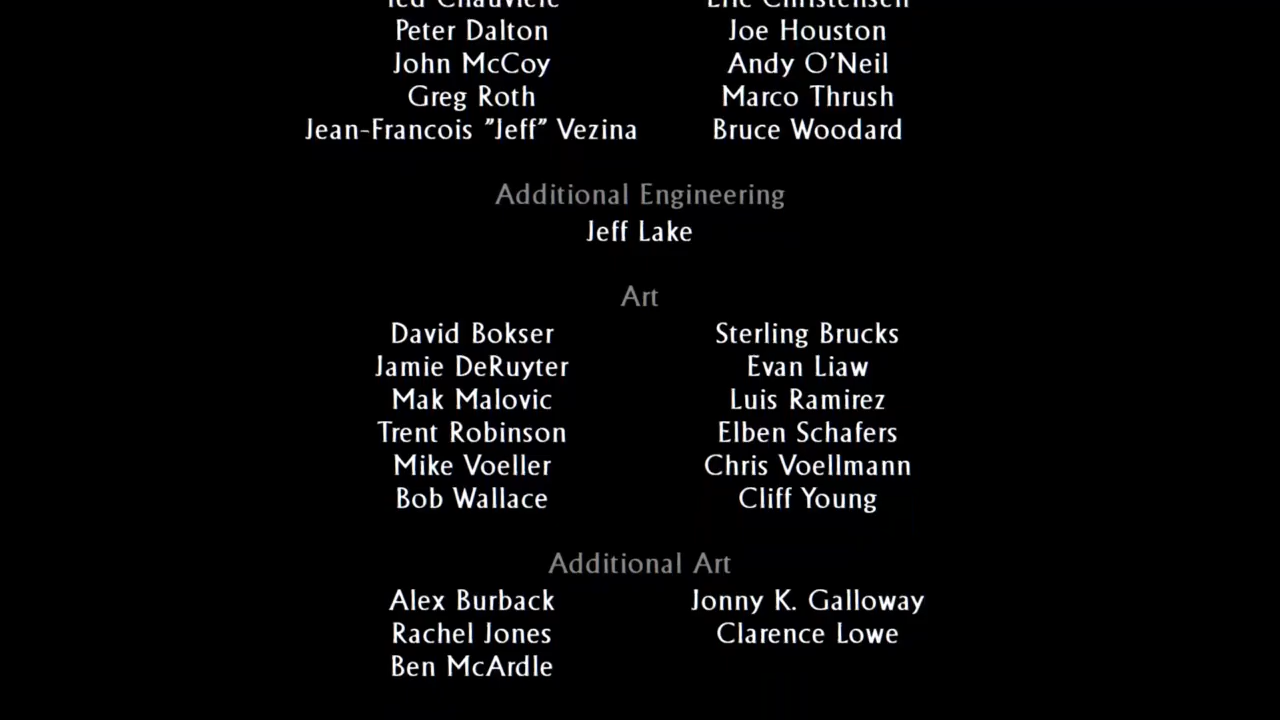 Ted Chauviere Eric Christensen
Peter Dalton Joe Houston
John McCoy Andy O'Neil
Greg Roth Marco Thrush
Jean-Francois "Jeff" Vezina Bruce Woodard
Additional Engineering
Jeff Lake
Art
David Bokser Sterling Brucks
Jamie DeRuyter Evan Liaw
Mak Malovic Luis Ramirez
Trent Robinson Elben Schafers
Mike Voeller Chris Voellmann
Bob Wallace Cliff Young
Additional Art
Alex Burback Jonny K. Galloway
Rachel Jones Clarence Lowe
Ben McArdle